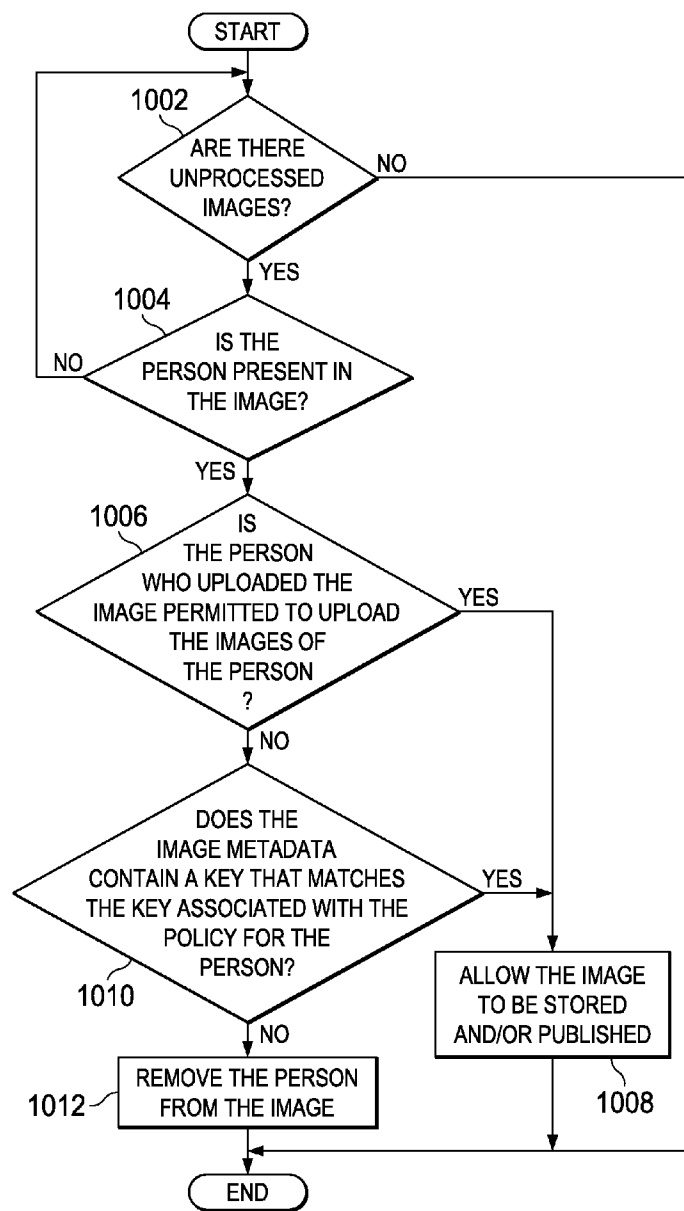 START
1002
ARE THERE
UNPROCESSED
IMAGES?
NO
YES
1004
IS THE
PERSON PRESENT IN
THE IMAGE?
NO
YES
1006
IS
THE PERSON
WHO UPLOADED THE
IMAGE PERMITTED TO UPLOAD
THE IMAGES OF
THE PERSON
?
YES
NO
DOES THE
IMAGE METADATA
CONTAIN A KEY THAT MATCHES
THE KEY ASSOCIATED WITH THE
POLICY FOR THE
PERSON?
YES
1010
NO
ALLOW THE IMAGE
TO BE STORED
AND/OR PUBLISHED
1008
REMOVE THE PERSON
FROM THE IMAGE
1012
END